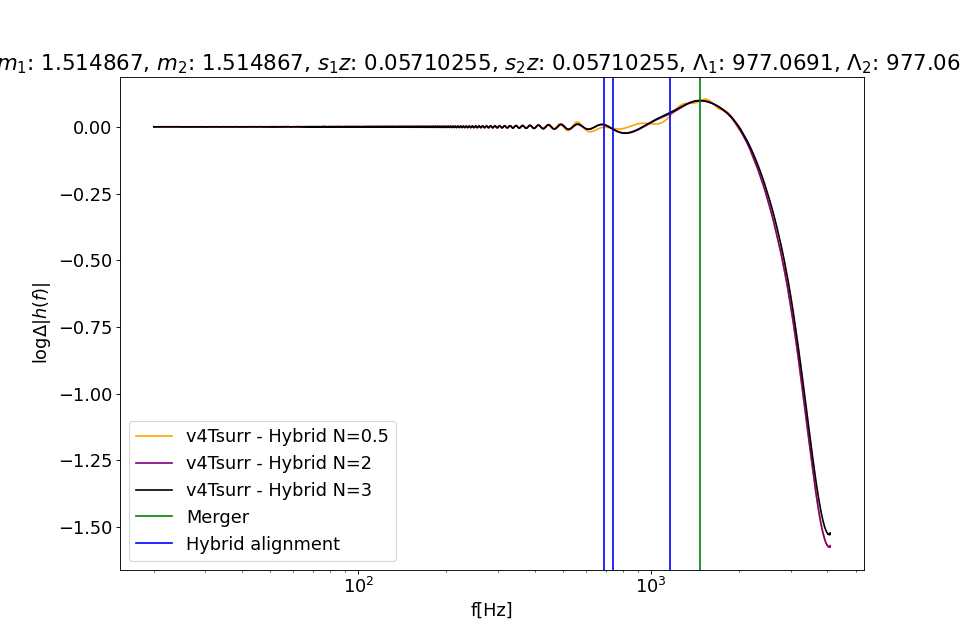 m₁: 1.514867, m₂: 1.514867, s₁z: 0.05710255, s₂z: 0.05710255, Λ₁: 977.0691, Λ₂: 977.06
0.00
−0.25
−0.50
−0.75
−1.00
−1.25
−1.50
logΔ|h(f)|
v4Tsurr - Hybrid N=0.5
v4Tsurr - Hybrid N=2
v4Tsurr - Hybrid N=3
Merger
Hybrid alignment
10² 10³
f[Hz]